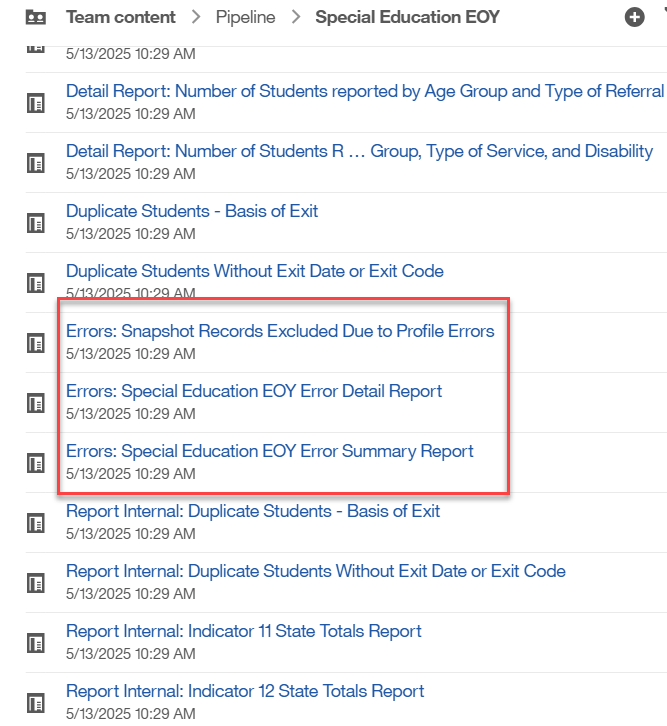 Team content > Pipeline > Special Education EOY
5/13/2025 10:29 AM
Detail Report: Number of Students reported by Age Group and Type of Referral
5/13/2025 10:29 AM
Detail Report: Number of Students R ... Group, Type of Service, and Disability
5/13/2025 10:29 AM
Duplicate Students - Basis of Exit
5/13/2025 10:29 AM
Duplicate Students Without Exit Date or Exit Code
5/13/2025 10:29 AM
Errors: Snapshot Records Excluded Due to Profile Errors
5/13/2025 10:29 AM
Errors: Special Education EOY Error Detail Report
5/13/2025 10:29 AM
Errors: Special Education EOY Error Summary Report
5/13/2025 10:29 AM
Report Internal: Duplicate Students - Basis of Exit
5/13/2025 10:29 AM
Report Internal: Duplicate Students Without Exit Date or Exit Code
5/13/2025 10:29 AM
Report Internal: Indicator 11 State Totals Report
5/13/2025 10:29 AM
Report Internal: Indicator 12 State Totals Report
5/13/2025 10:29 AM